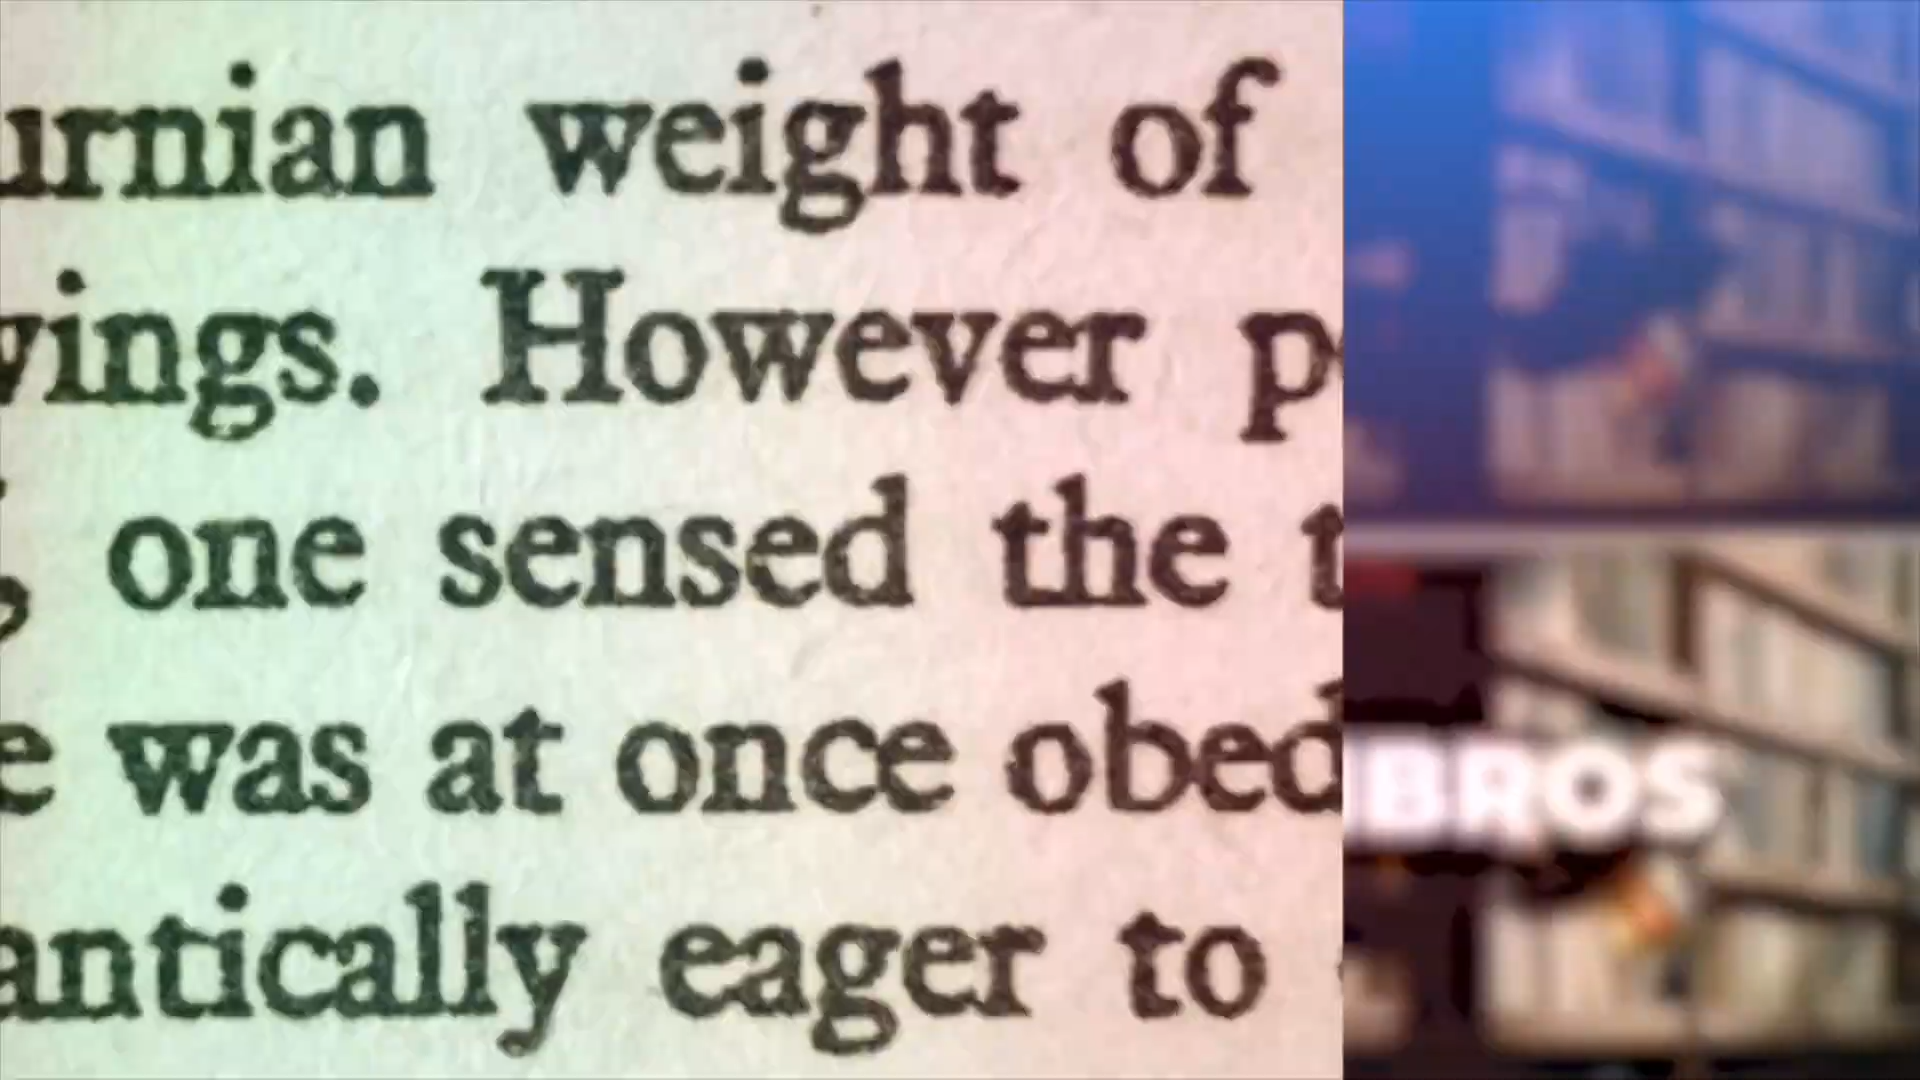 urnian weight of
vings. However p
, one sensed the t
e was at once obed
antically eager to
BROS